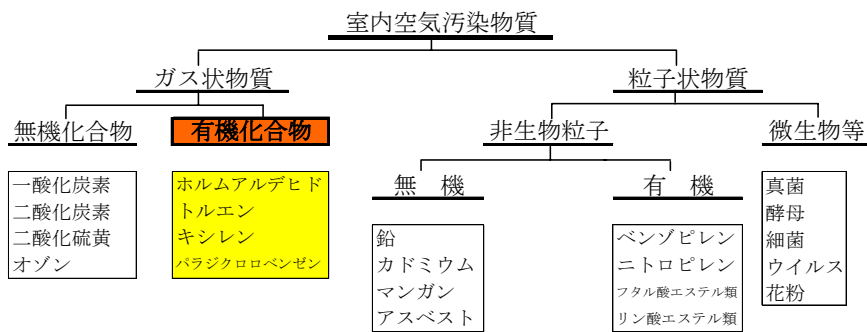 室内空気汚染物質
ガス状物質
粒子状物質
無機化合物
有機化合物
非生物粒子
微生物等
一酸化炭素
二酸化炭素
二酸化硫黄
オゾン
ホルムアルデヒド
トルエン
キシレン
パラジクロロベンゼン
無 機
有 機
鉛
カドミウム
マンガン
アスベスト
ベンゾピレン
ニトロピレン
フタル酸エステル類
リン酸エステル類
真菌
酵母
細菌
ウイルス
花粉